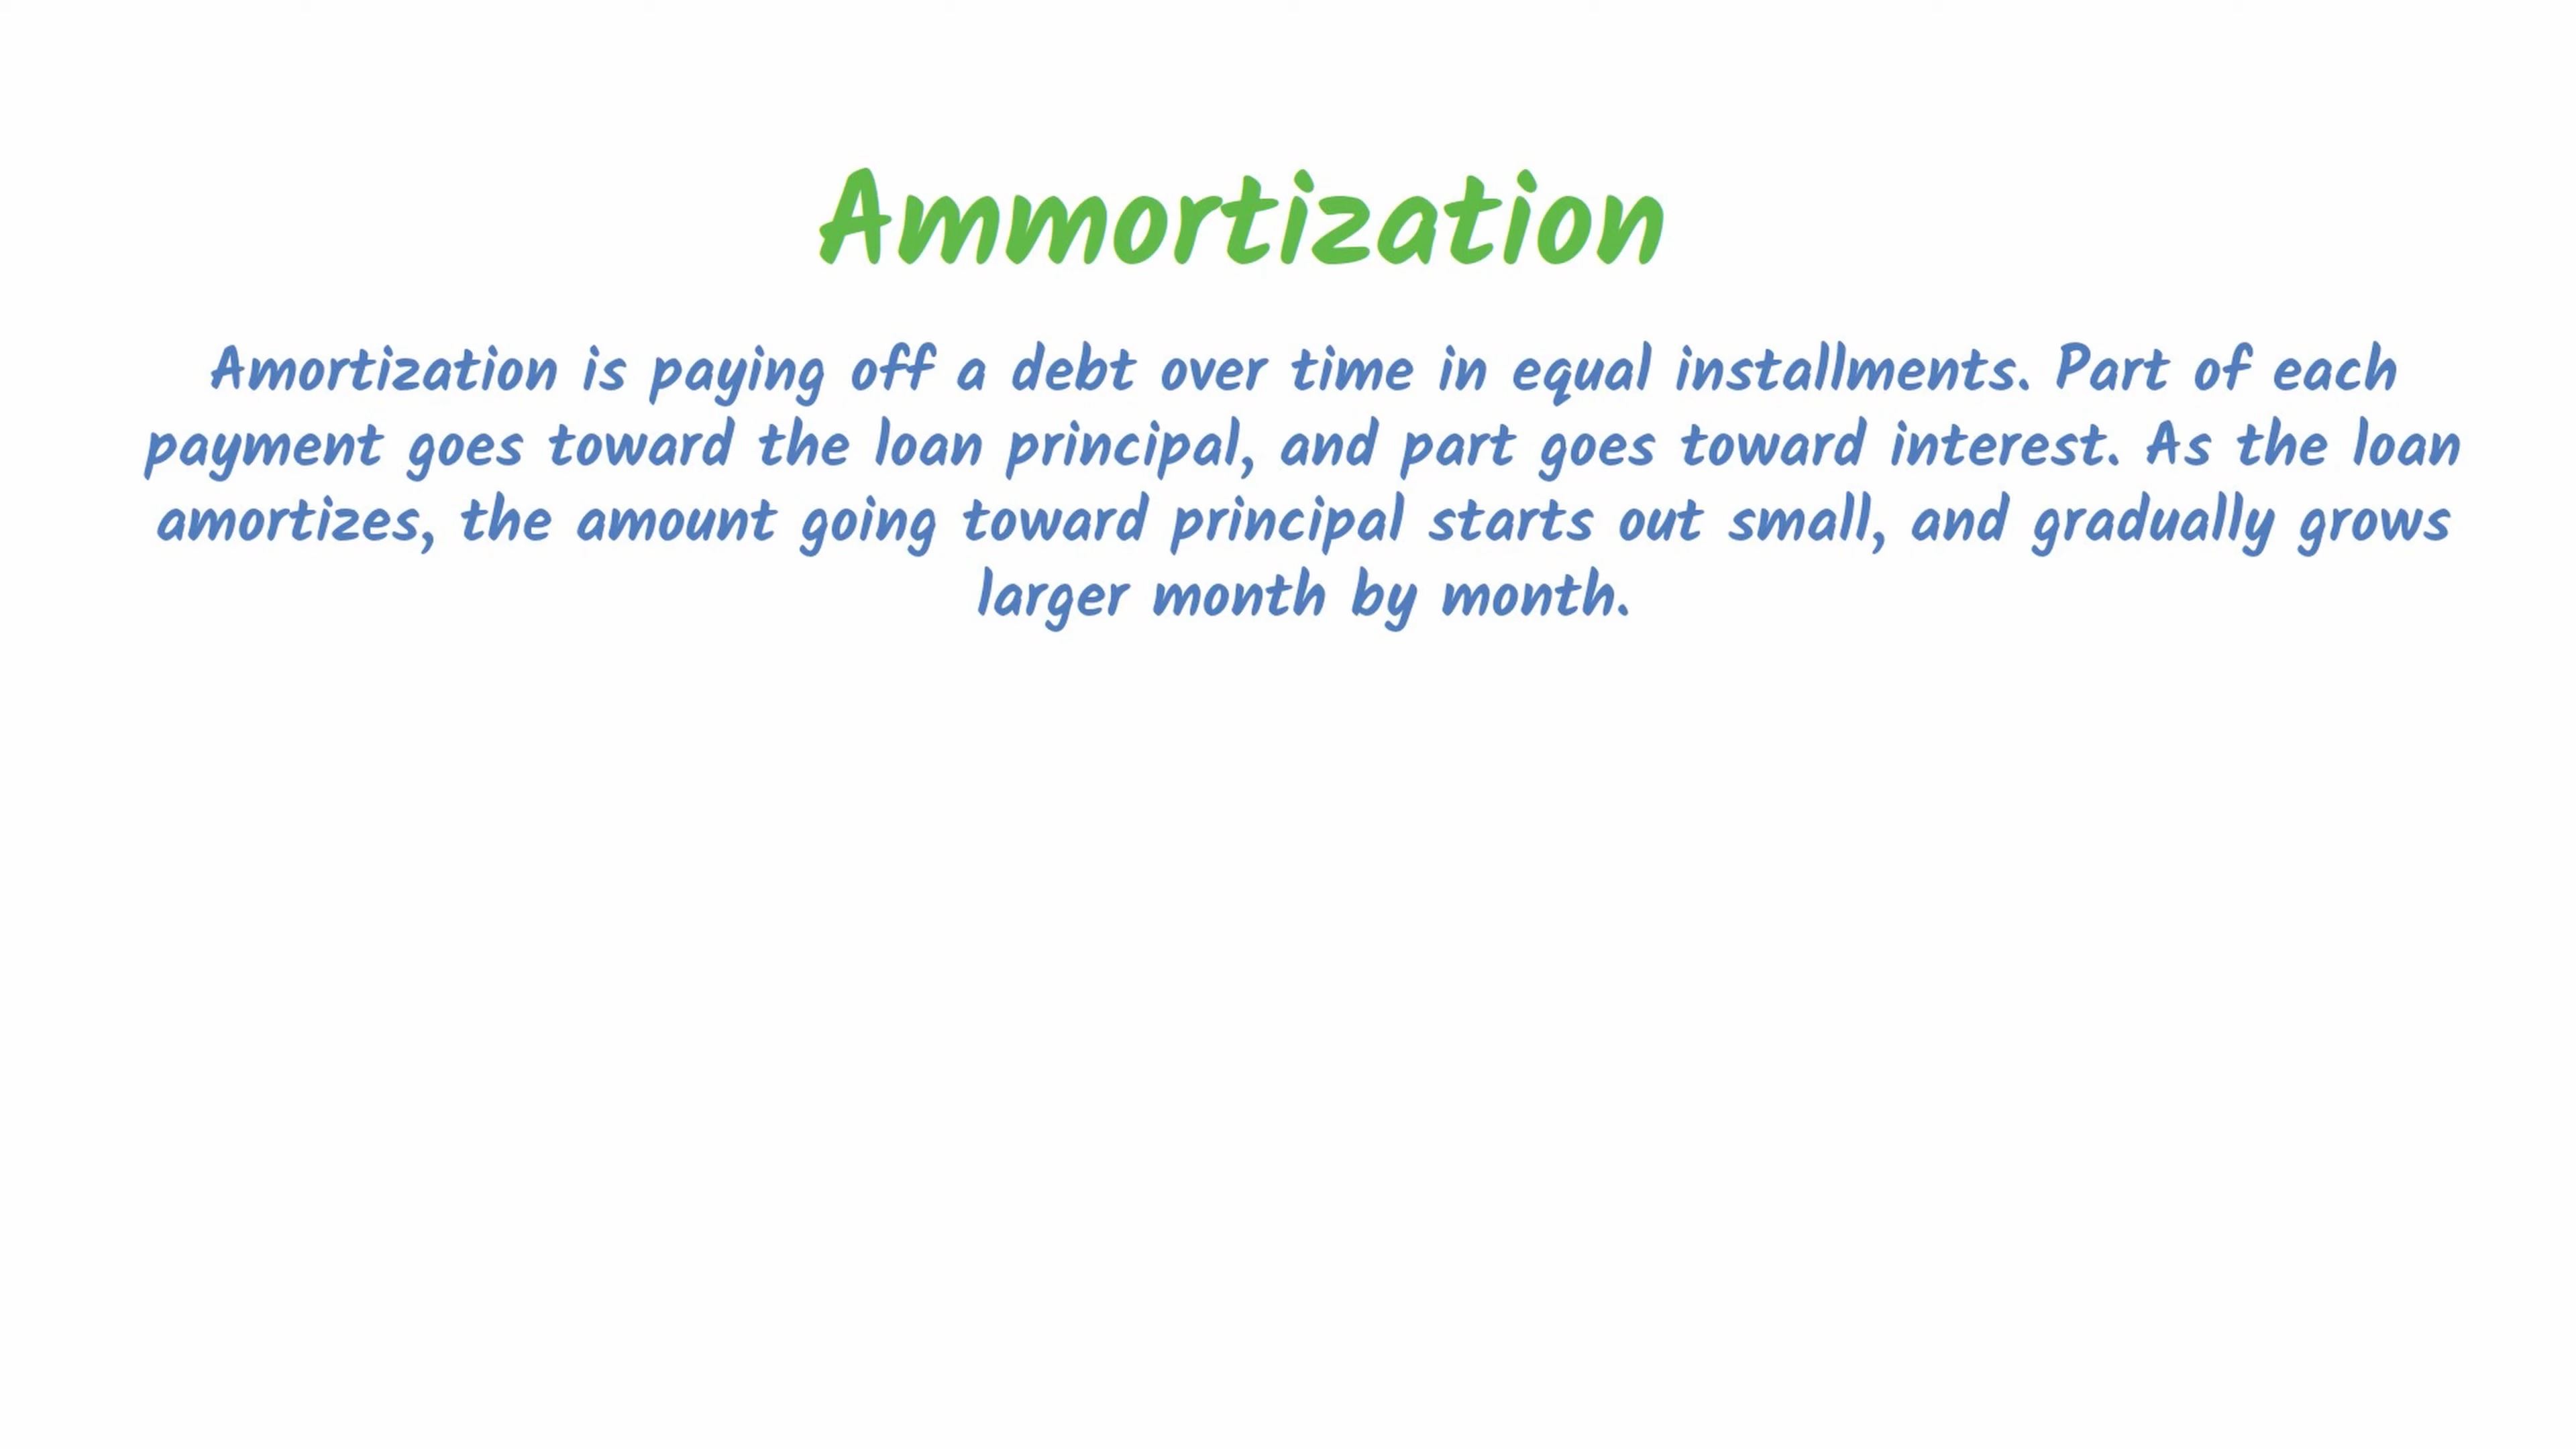 Ammortization
Amortization is paying off a debt over time in equal installments. Part of each
payment goes toward the loan principal, and part goes toward interest. As the loan
amortizes, the amount going toward principal starts out small, and gradually grows
larger month by month.